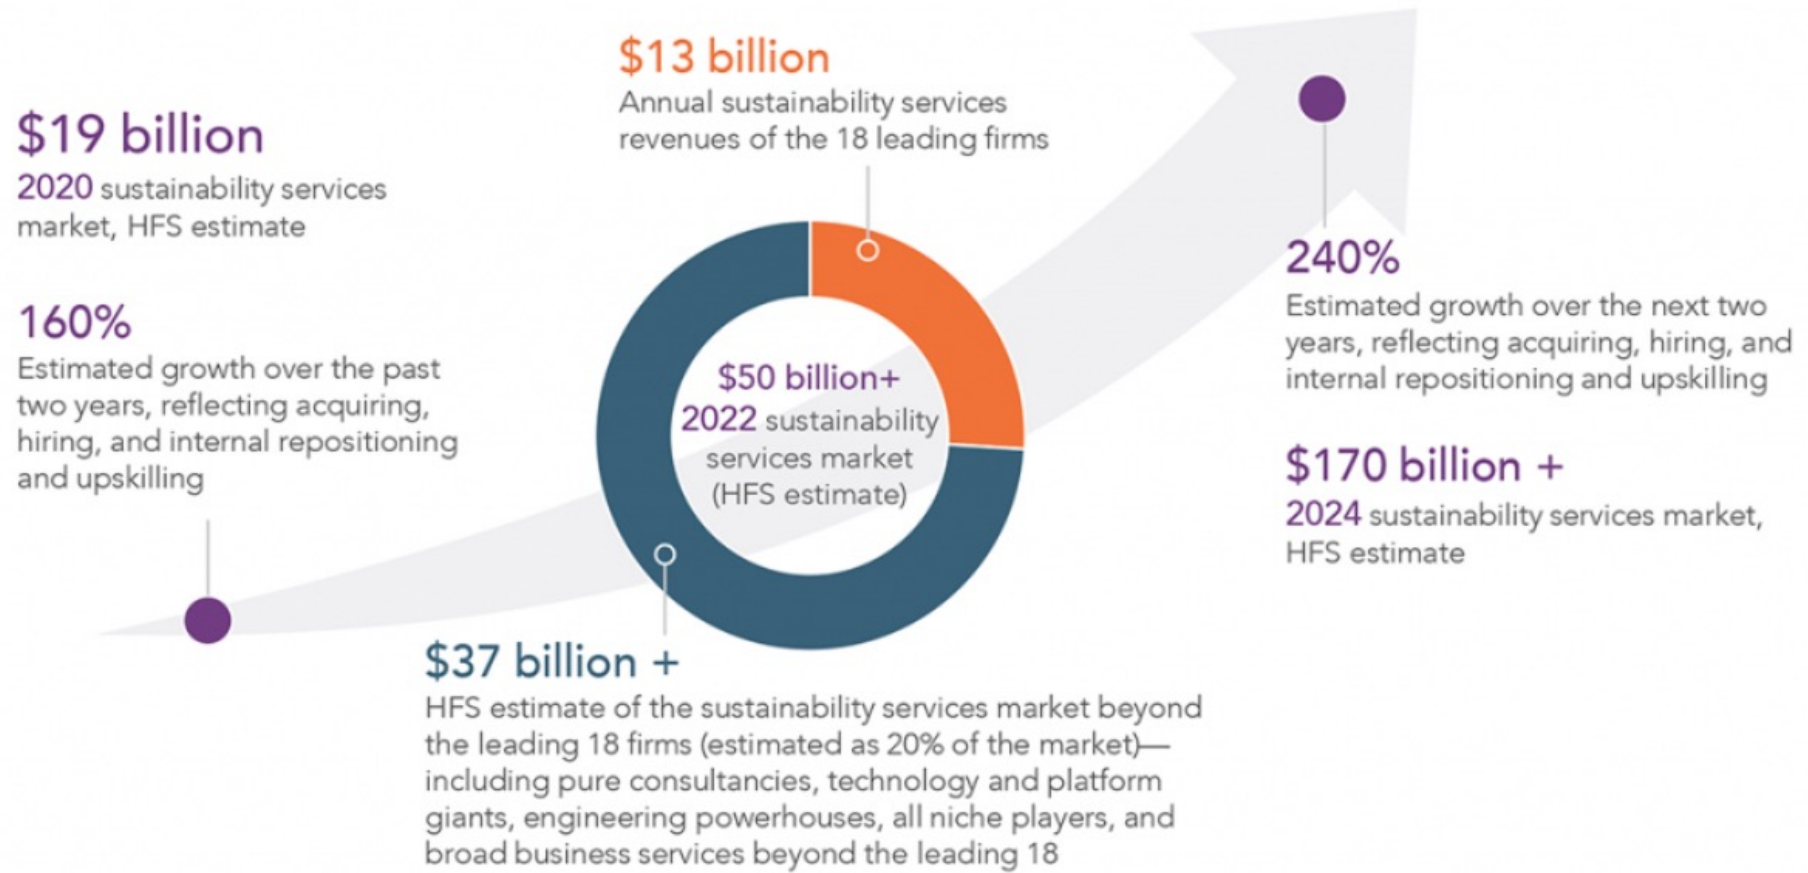 $19 billion
2020 sustainability services
market, HFS estimate
160%
Estimated growth over the past
two years, reflecting acquiring,
hiring, and internal repositioning
and upskilling
$13 billion
Annual sustainability services
revenues of the 18 leading firms
$50 billion+
2022 sustainability
services market
(HFS estimate)
$37 billion +
HFS estimate of the sustainability services market beyond
the leading 18 firms (estimated as 20% of the market)—
including pure consultancies, technology and platform
giants, engineering powerhouses, all niche players, and
broad business services beyond the leading 18
240%
Estimated growth over the next two
years, reflecting acquiring, hiring, and
internal repositioning and upskilling
$170 billion +
2024 sustainability services market,
HFS estimate